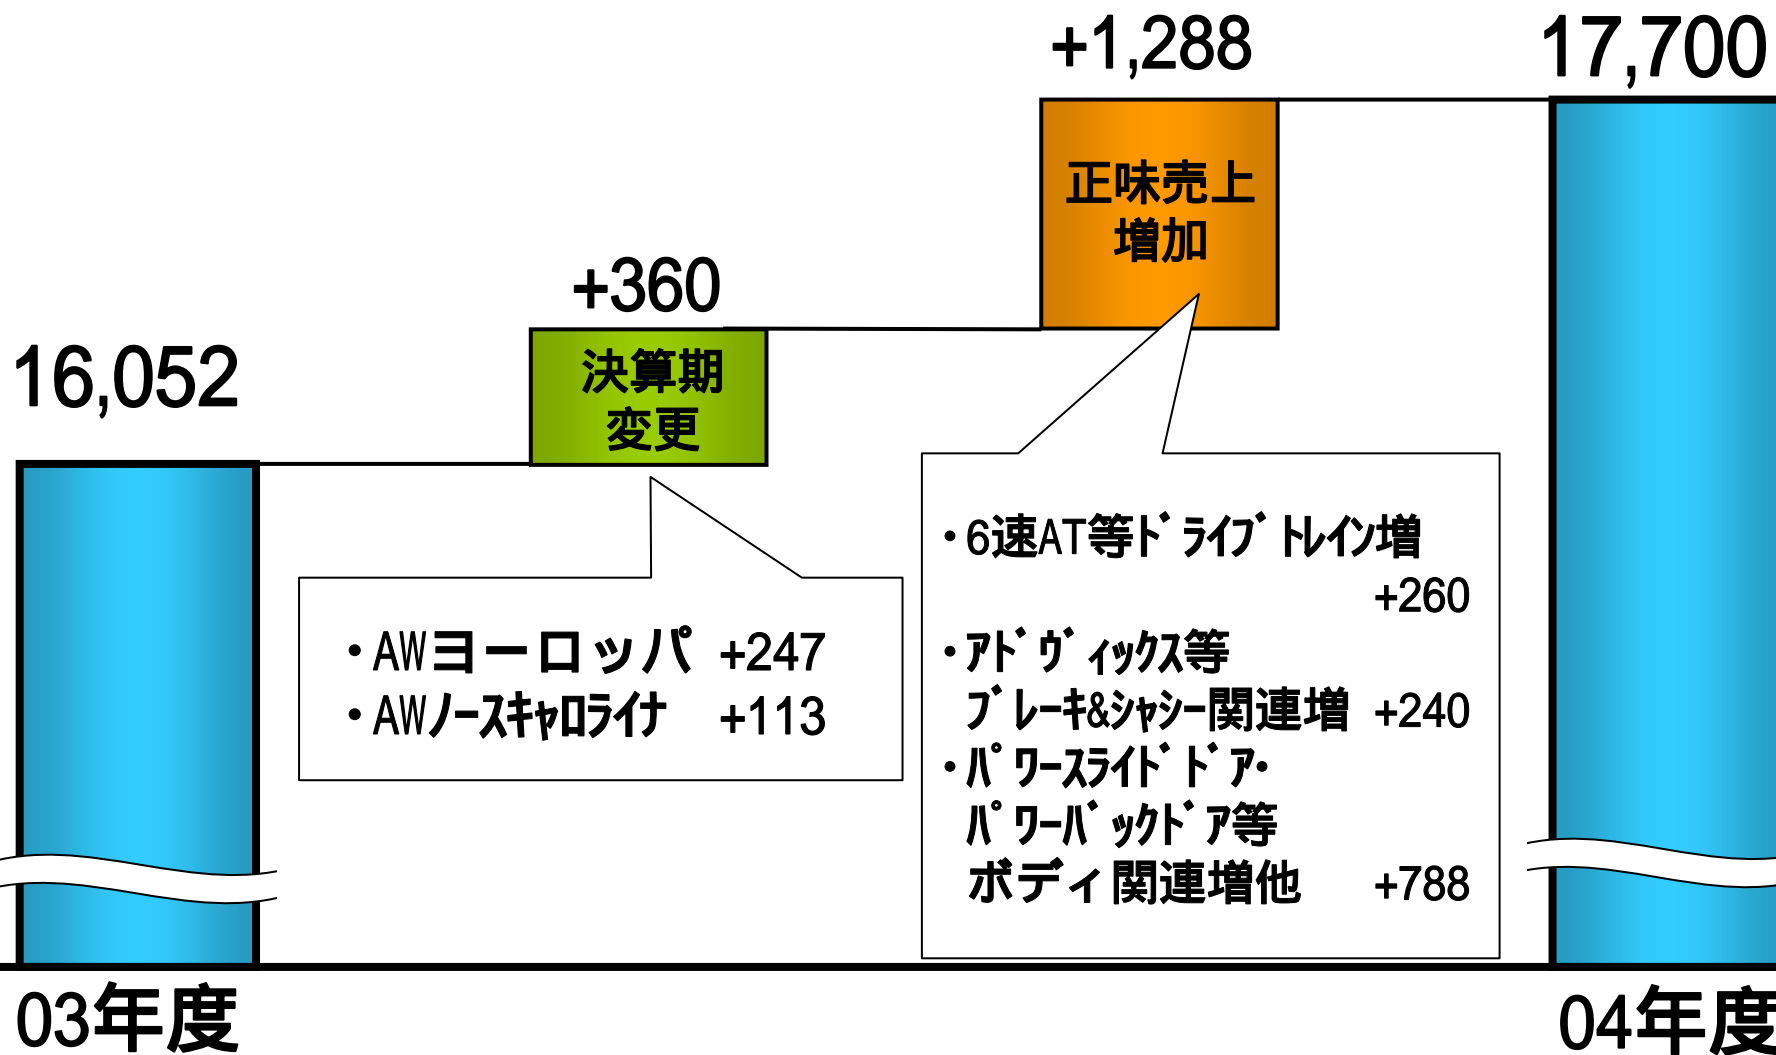 16,052
+360
+1,288
17,700
決算期
変更
正味売上
増加
・AWヨーロッパ +247
・AWノースキャロライナ +113
・6速AT等ドライブトレイン増
+260
・アドヴィックス等
ブレーキ&シャシー関連増 +240
・パワースライドドア・
パワーバックドア等
ボディ関連増他 +788
03年度
04年度